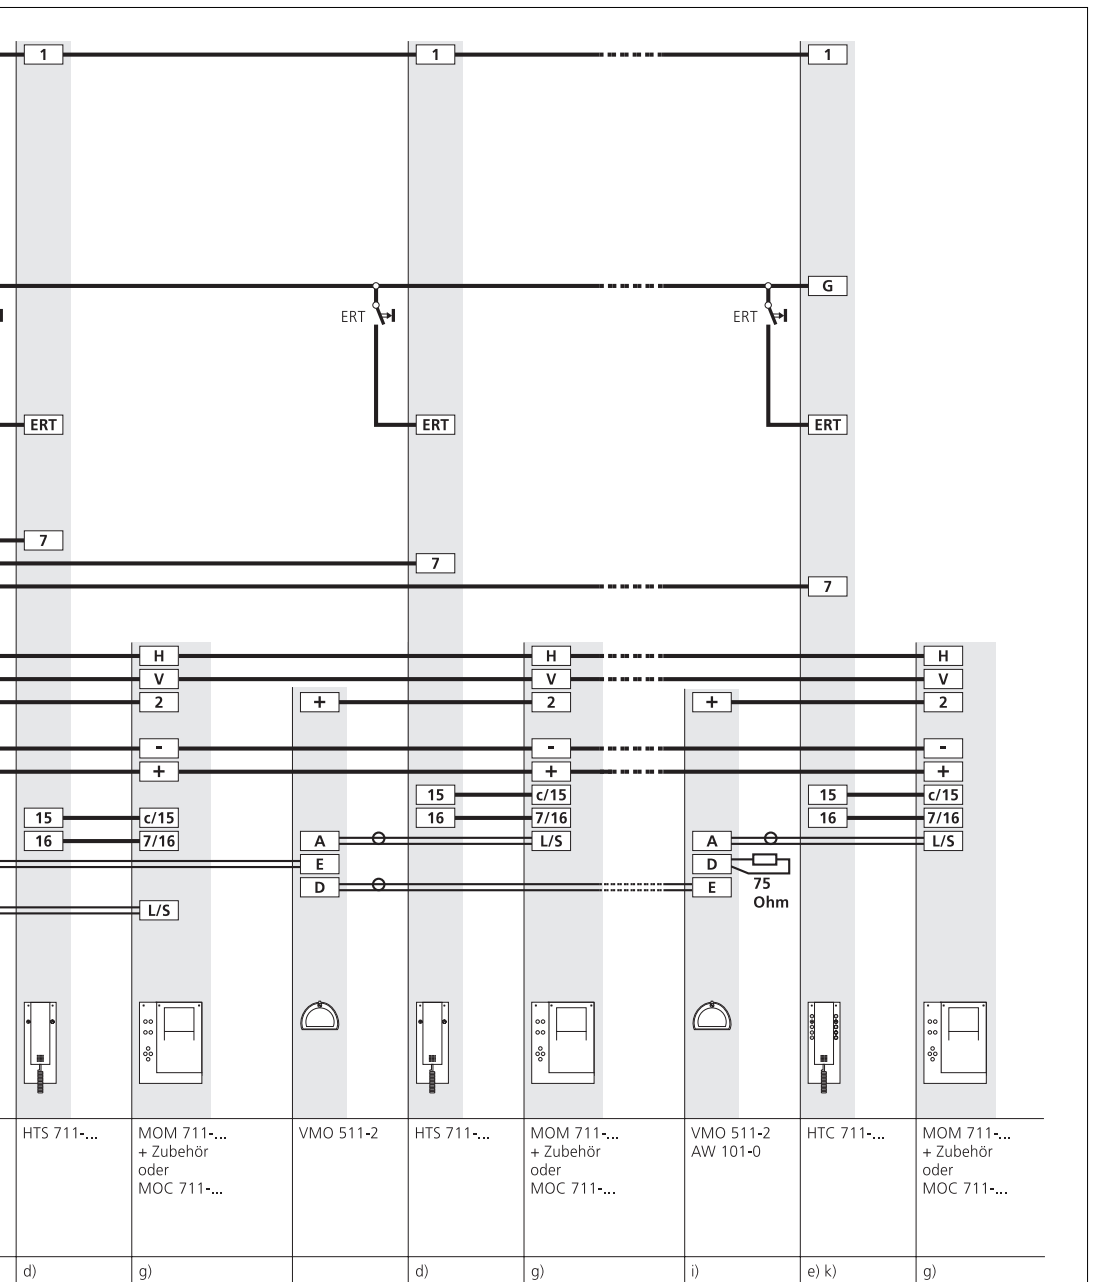 1 1 1
G
ERT ERT
ERT ERT ERT
7
7
7
H H H
V V V
+ 2 + 2 2
- - -
+ + +
15 c/15 15 c/15
15 c/15 16 7/16 16 7/16
16 7/16 A L/S A L/S
E D
D E
75
Ohm
L/S
HTS 711-... MOM 711-... VMO 511-2 HTS 711-... MOM 711-... VMO 511-2 HTC 711-... MOM 711-...
+ Zubehör + Zubehör AW 101-0 + Zubehör
oder oder oder
MOC 711-... MOC 711-... MOC 711-...
d) g) d) g) i) e) k) g)